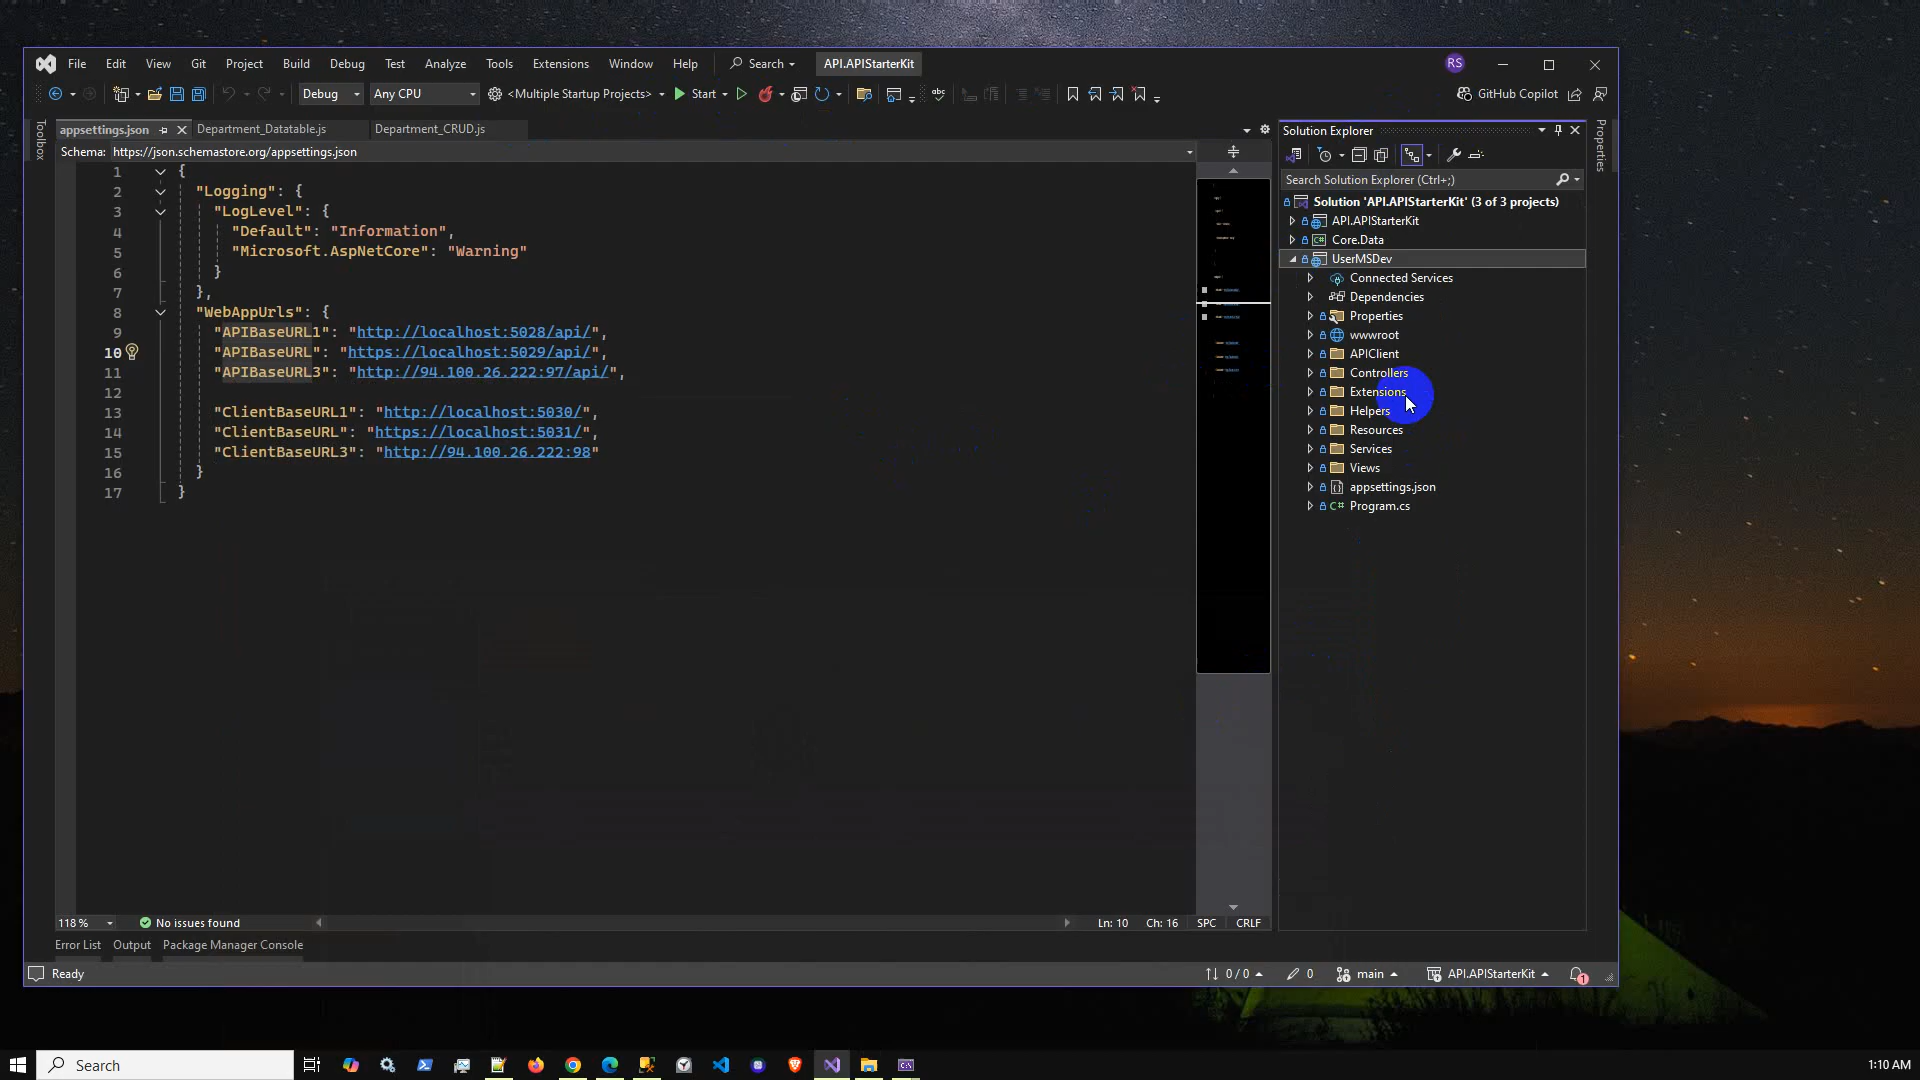 File Edit View Git Project Build Debug Test Analyze Tools Extensions Window Help Search API.APIStarterKit RS
Debug Any CPU <Multiple Startup Projects> Start GitHub Copilot
Toolbox
appsettings.json Department_Datatable.js Department_CRUD.js
Schema: https://json.schemastore.org/appsettings.json
1 {
2 "Logging": {
3 "LogLevel": {
4 "Default": "Information",
5 "Microsoft.AspNetCore": "Warning"
6 }
7 },
8 "WebAppUrls": {
9 "APIBaseURL1": "http://localhost:5028/api/",
10 "APIBaseURL": "https://localhost:5029/api/",
11 "APIBaseURL3": "http://94.100.26.222:97/api/",
12
13 "ClientBaseURL1": "http://localhost:5030/",
14 "ClientBaseURL": "https://localhost:5031/",
15 "ClientBaseURL3": "http://94.100.26.222:98"
16 }
17 }
118 % No issues found Ln: 10 Ch: 16 SPC CRLF
Error List Output Package Manager Console
Solution Explorer
Search Solution Explorer (Ctrl+;)
Solution 'API.APIStarterKit' (3 of 3 projects)
API.APIStarterKit
C# Core.Data
UserMSDev
Connected Services
Dependencies
Properties
wwwroot
APIClient
Controllers
Extensions
Helpers
Resources
Services
Views
appsettings.json
C# Program.cs
Properties
Ready 0 / 0 0 main API.APIStarterKit 1
Search 1:10 AM